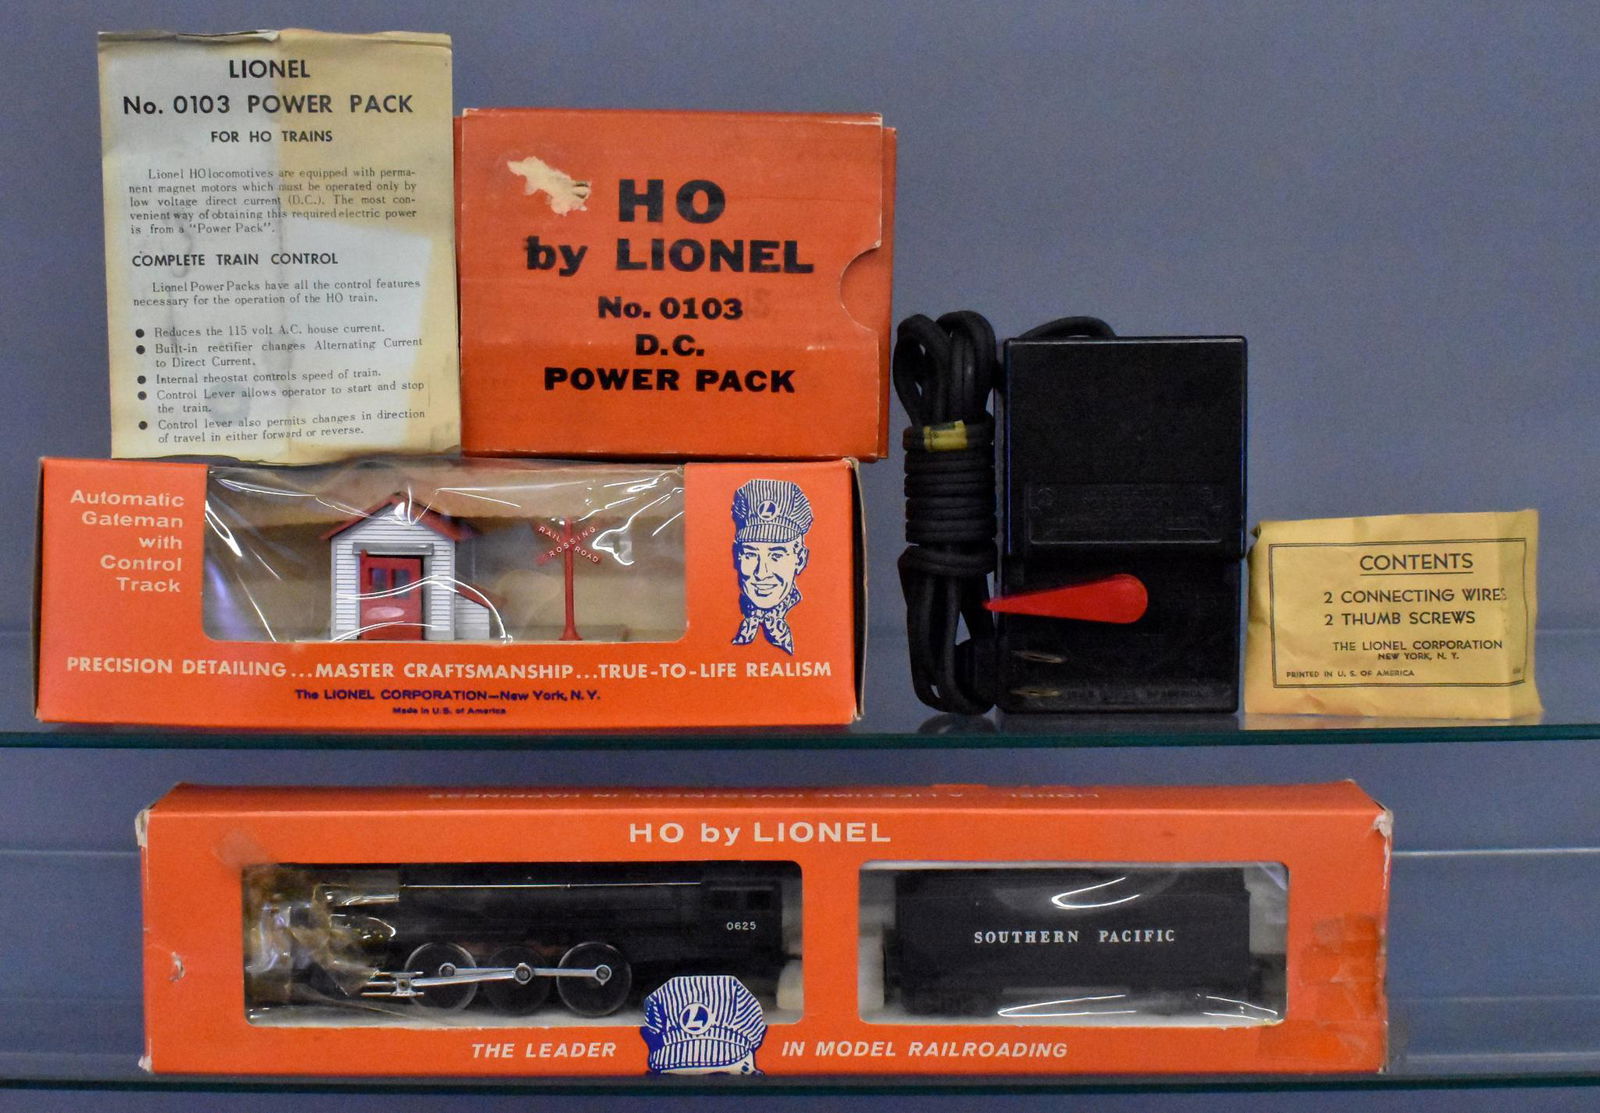 LIONEL
No. 0103 POWER PACK
FOR HO TRAINS
Lionel HO locomotives are equipped with perma-
nent magnet motors which must be operated only by
low voltage direct current (D.C.). The most con-
venient way of obtaining this required electric power
is from a "Power Pack".
COMPLETE TRAIN CONTROL
Lionel Power Packs have all the control features
necessary for the operation of the HO train.
● Reduces the 115 volt A.C. house current.
● Built-in rectifier changes Alternating Current
to Direct Current.
● Internal rheostat controls speed of train.
● Control Lever allows operator to start and stop
the train.
● Control lever also permits changes in direction
of travel in either forward or reverse.
HO
by LIONEL
No. 0103
D.C.
POWER PACK
Automatic
Gateman
with
Control
Track
RAIL CROSSING ROAD
L
PRECISION DETAILING...MASTER CRAFTSMANSHIP...TRUE-TO-LIFE REALISM
The LIONEL CORPORATION—New York, N. Y.
Made in U.S. of America
CONTENTS
2 CONNECTING WIRES
2 THUMB SCREWS
THE LIONEL CORPORATION
NEW YORK, N. Y.
PRINTED IN U. S. OF AMERICA
LIONEL A LIFETIME INVESTMENT IN HAPPINESS
HO by LIONEL
0625
SOUTHERN PACIFIC
L
THE LEADER IN MODEL RAILROADING